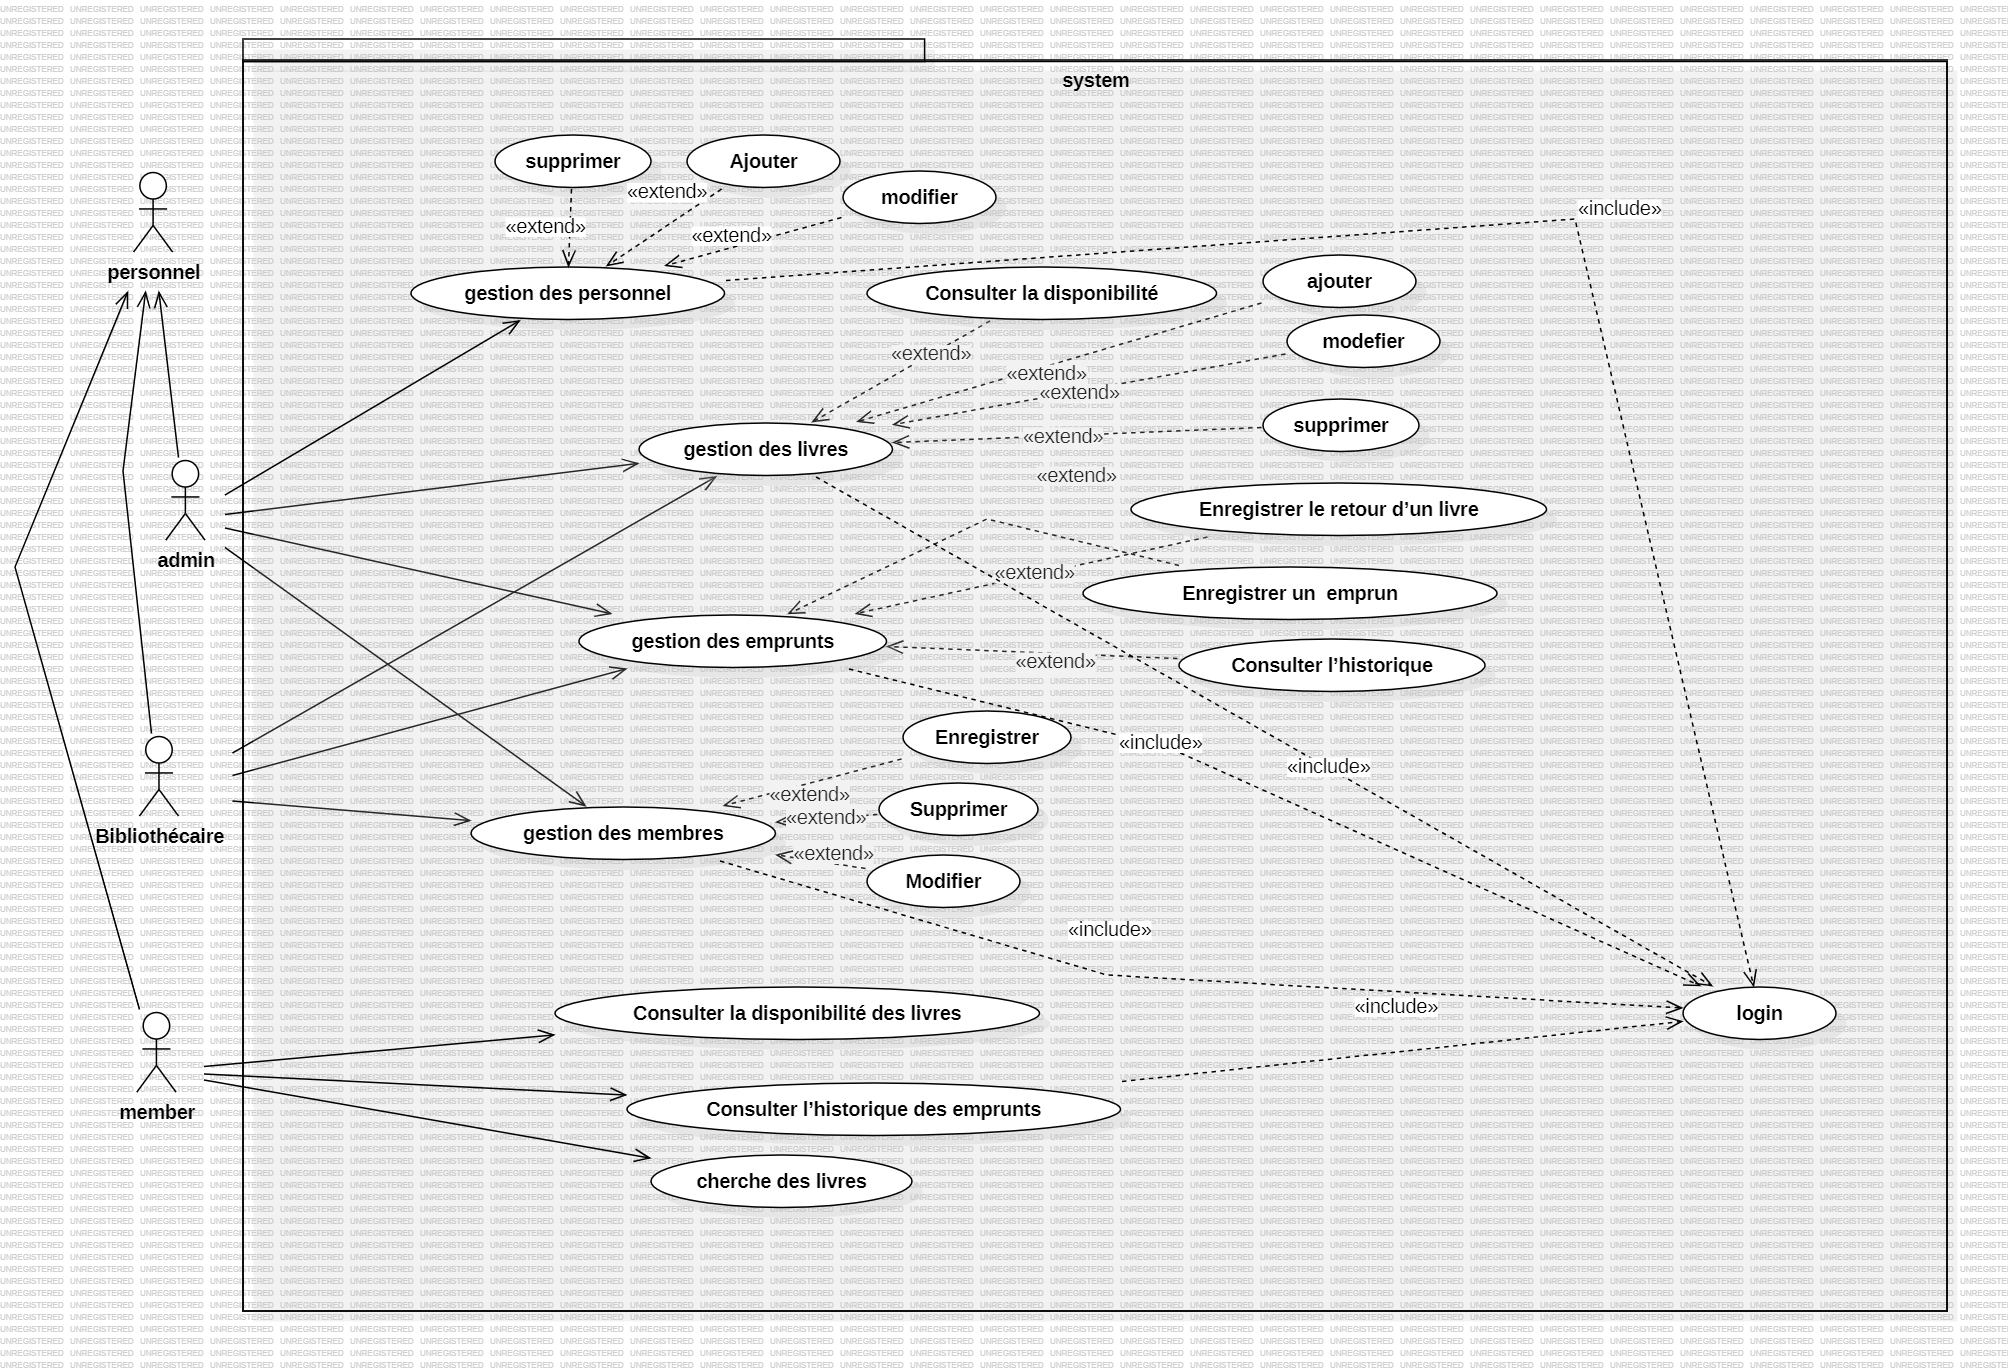 system
supprimer
Ajouter
modifier
«extend»
«extend»
«extend»
«include»
personnel
gestion des personnel
Consulter la disponibilité
ajouter
modefier
«extend»
«extend»
«extend»
supprimer
«extend»
gestion des livres
«extend»
Enregistrer le retour d’un livre
admin
«extend»
Enregistrer un  emprun
gestion des emprunts
«extend»
Consulter l’historique
Enregistrer
«include»
«include»
«extend»
Supprimer
«extend»
gestion des membres
Bibliothécaire
«extend»
Modifier
«include»
Consulter la disponibilité des livres
«include»
login
member
Consulter l’historique des emprunts
cherche des livres
UNREGISTERED